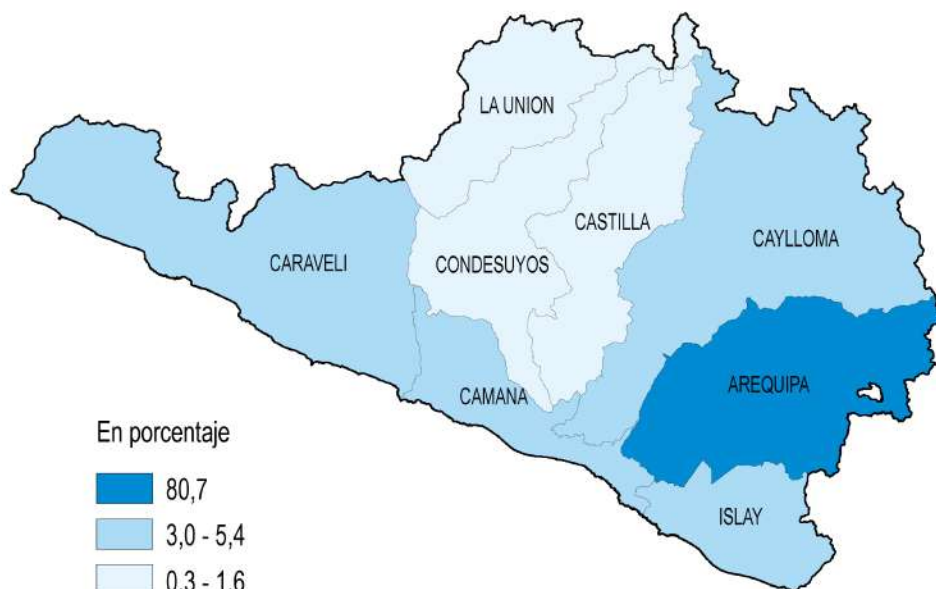 LA UNION
CASTILLA
CAYLLOMA
CARAVELI
CONDESUYOS
AREQUIPA
CAMANA
ISLAY
En porcentaje
80,7
3,0 - 5,4
0,3 - 1,6